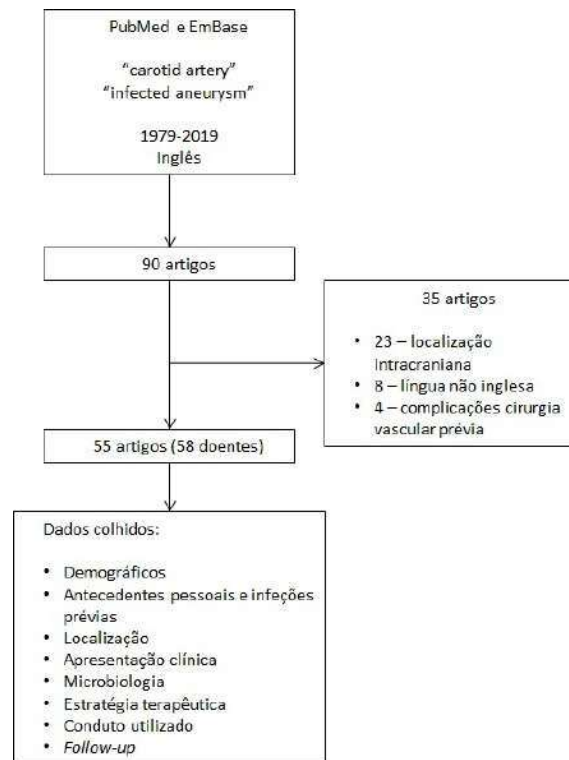 PubMed e EmBase
“carotid artery”
“infected aneurysm”
1979-2019
Inglês
90 artigos
35 artigos
• 23 – localização
Intracraniana
• 8 – língua não inglesa
• 4 – complicações cirurgia
vascular prévia
55 artigos (58 doentes)
Dados colhidos:
• Demográficos
• Antecedentes pessoais e infeções
prévias
• Localização
• Apresentação clínica
• Microbiologia
• Estratégia terapêutica
• Conduto utilizado
• Follow-up